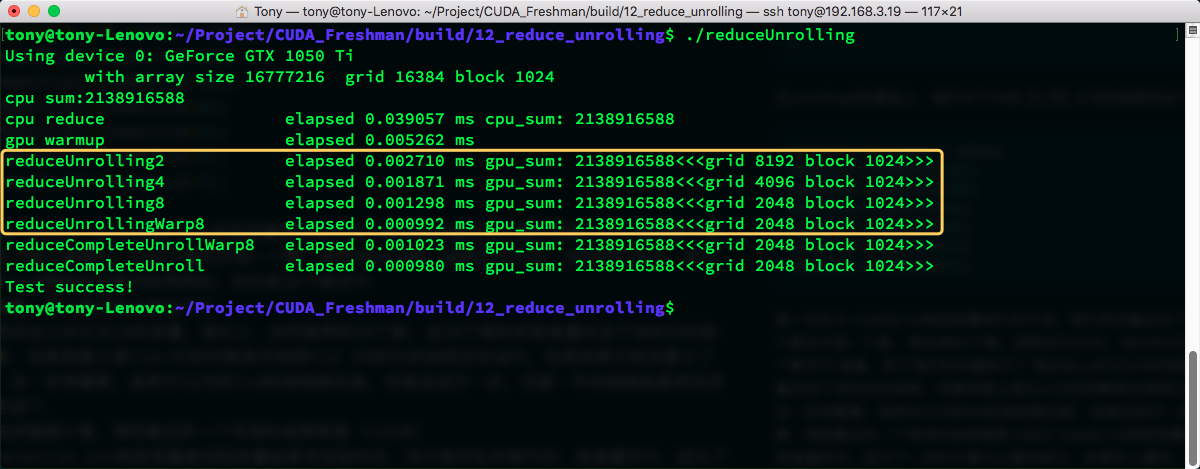 Tony — tony@tony-Lenovo: ~/Project/CUDA_Freshman/build/12_reduce_unrolling — ssh tony@192.168.3.19 — 117×21
tony@tony-Lenovo:~/Project/CUDA_Freshman/build/12_reduce_unrolling$ ./reduceUnrolling
Using device 0: GeForce GTX 1050 Ti
        with array size 16777216  grid 16384 block 1024
cpu sum:2138916588
cpu reduce                  elapsed 0.039057 ms cpu_sum: 2138916588
gpu warmup                  elapsed 0.005262 ms
reduceUnrolling2            elapsed 0.002710 ms gpu_sum: 2138916588<<<grid 8192 block 1024>>>
reduceUnrolling4            elapsed 0.001871 ms gpu_sum: 2138916588<<<grid 4096 block 1024>>>
reduceUnrolling8            elapsed 0.001298 ms gpu_sum: 2138916588<<<grid 2048 block 1024>>>
reduceUnrollingWarp8        elapsed 0.000992 ms gpu_sum: 2138916588<<<grid 2048 block 1024>>>
reduceCompleteUnrollWarp8   elapsed 0.001023 ms gpu_sum: 2138916588<<<grid 2048 block 1024>>>
reduceCompleteUnroll        elapsed 0.000980 ms gpu_sum: 2138916588<<<grid 2048 block 1024>>>
Test success!
tony@tony-Lenovo:~/Project/CUDA_Freshman/build/12_reduce_unrolling$